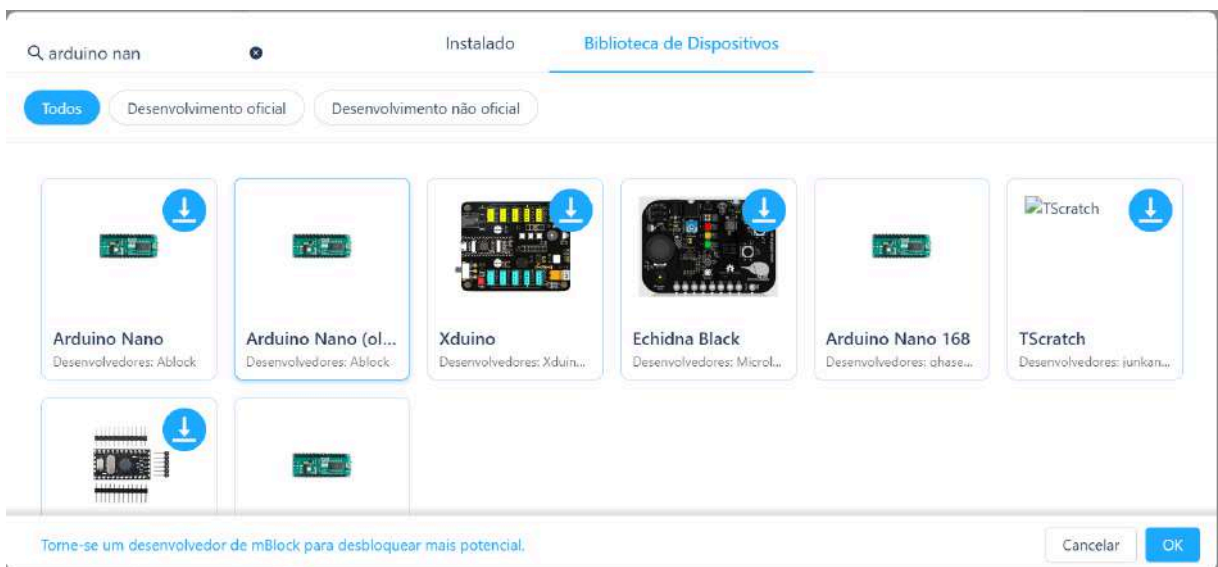 arduino nan
Instalado
Biblioteca de Dispositivos
Todos
Desenvolvimento oficial
Desenvolvimento não oficial
TScratch
Arduino Nano
Desenvolvedores: Ablock
Arduino Nano (ol...
Desenvolvedores: Ablock
Xduino
Desenvolvedores: Xduin...
Echidna Black
Desenvolvedores: Microl...
Arduino Nano 168
Desenvolvedores: qhase...
TScratch
Desenvolvedores: junkan...
Torne-se um desenvolvedor de mBlock para desbloquear mais potencial.
Cancelar
OK